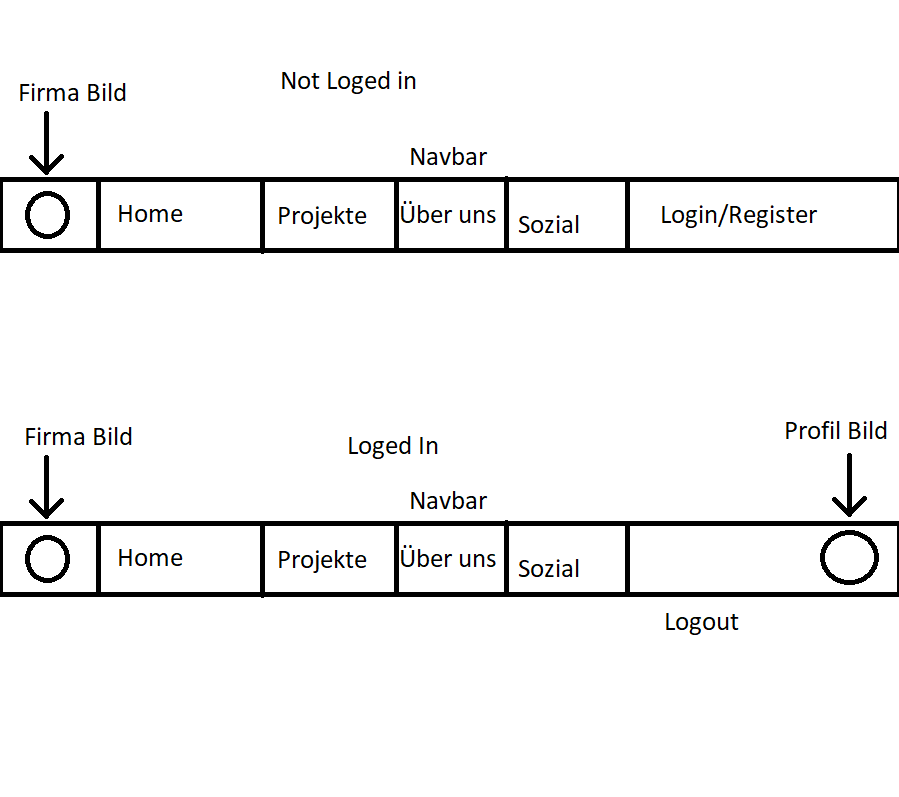 Not Loged in
Firma Bild
Navbar
Home
Projekte
Über uns
Sozial
Login/Register
Profil Bild
Firma Bild
Loged In
Navbar
Home
Projekte
Über uns
Sozial
Logout